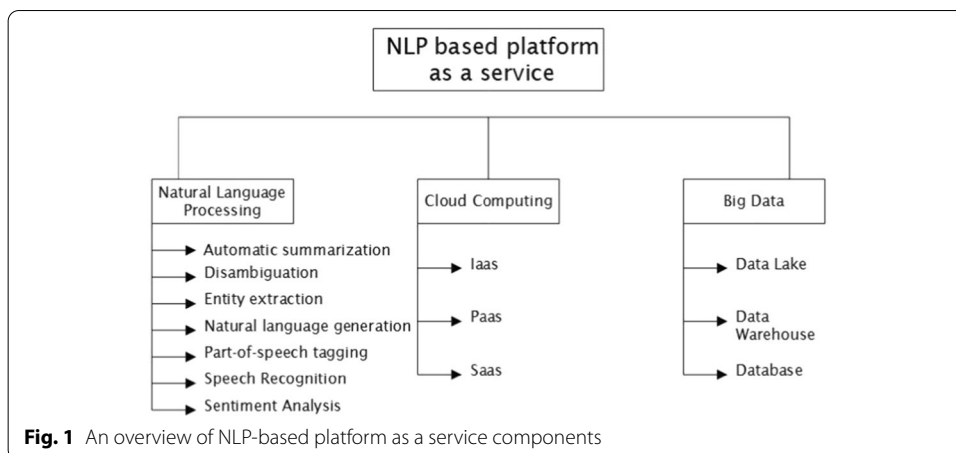 NLP based platform
as a service
Natural Language
Processing
Automatic summarization
Disambiguation
Entity extraction
Natural language generation
Part-of-speech tagging
Speech Recognition
Sentiment Analysis
Cloud Computing
Iaas
Paas
Saas
Big Data
Data Lake
Data
Warehouse
Database
Fig. 1 An overview of NLP-based platform as a service components